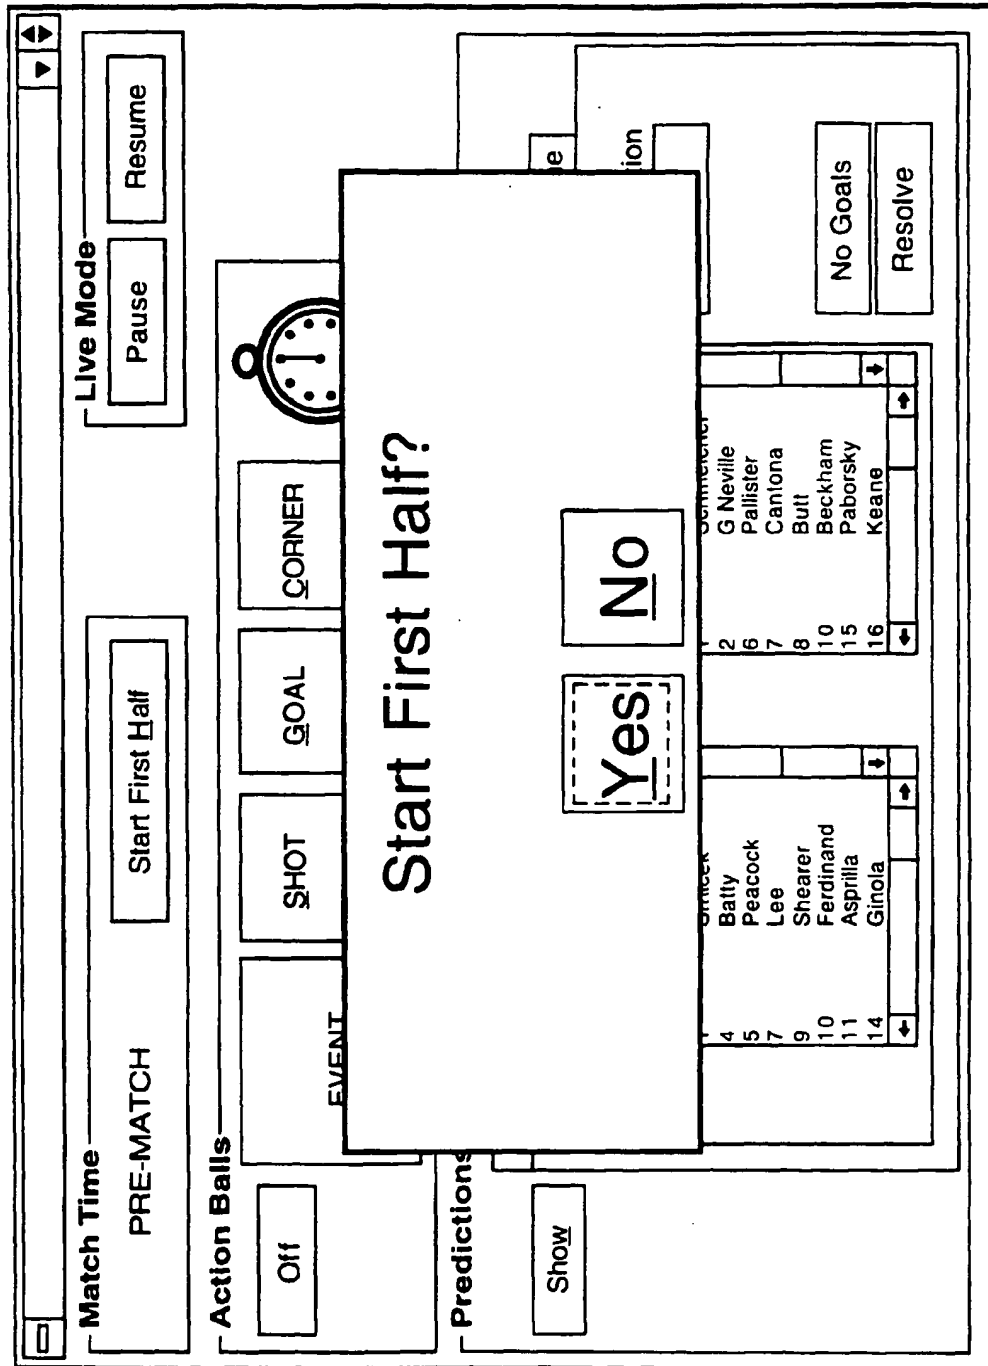 Match Time
PRE-MATCH
Start First Half
Live Mode
Pause
Resume
Action Balls
Off
EVENT
SHOT
GOAL
CORNER
Start First Half?
Yes
No
Predictions
Show
4 Batty
5 Peacock
7 Lee
9 Shearer
10 Ferdinand
11 Asprilla
14 Ginola
2 G Neville
6 Pallister
7 Cantona
8 Butt
10 Beckham
15 Paborsky
16 Keane
No Goals
Resolve